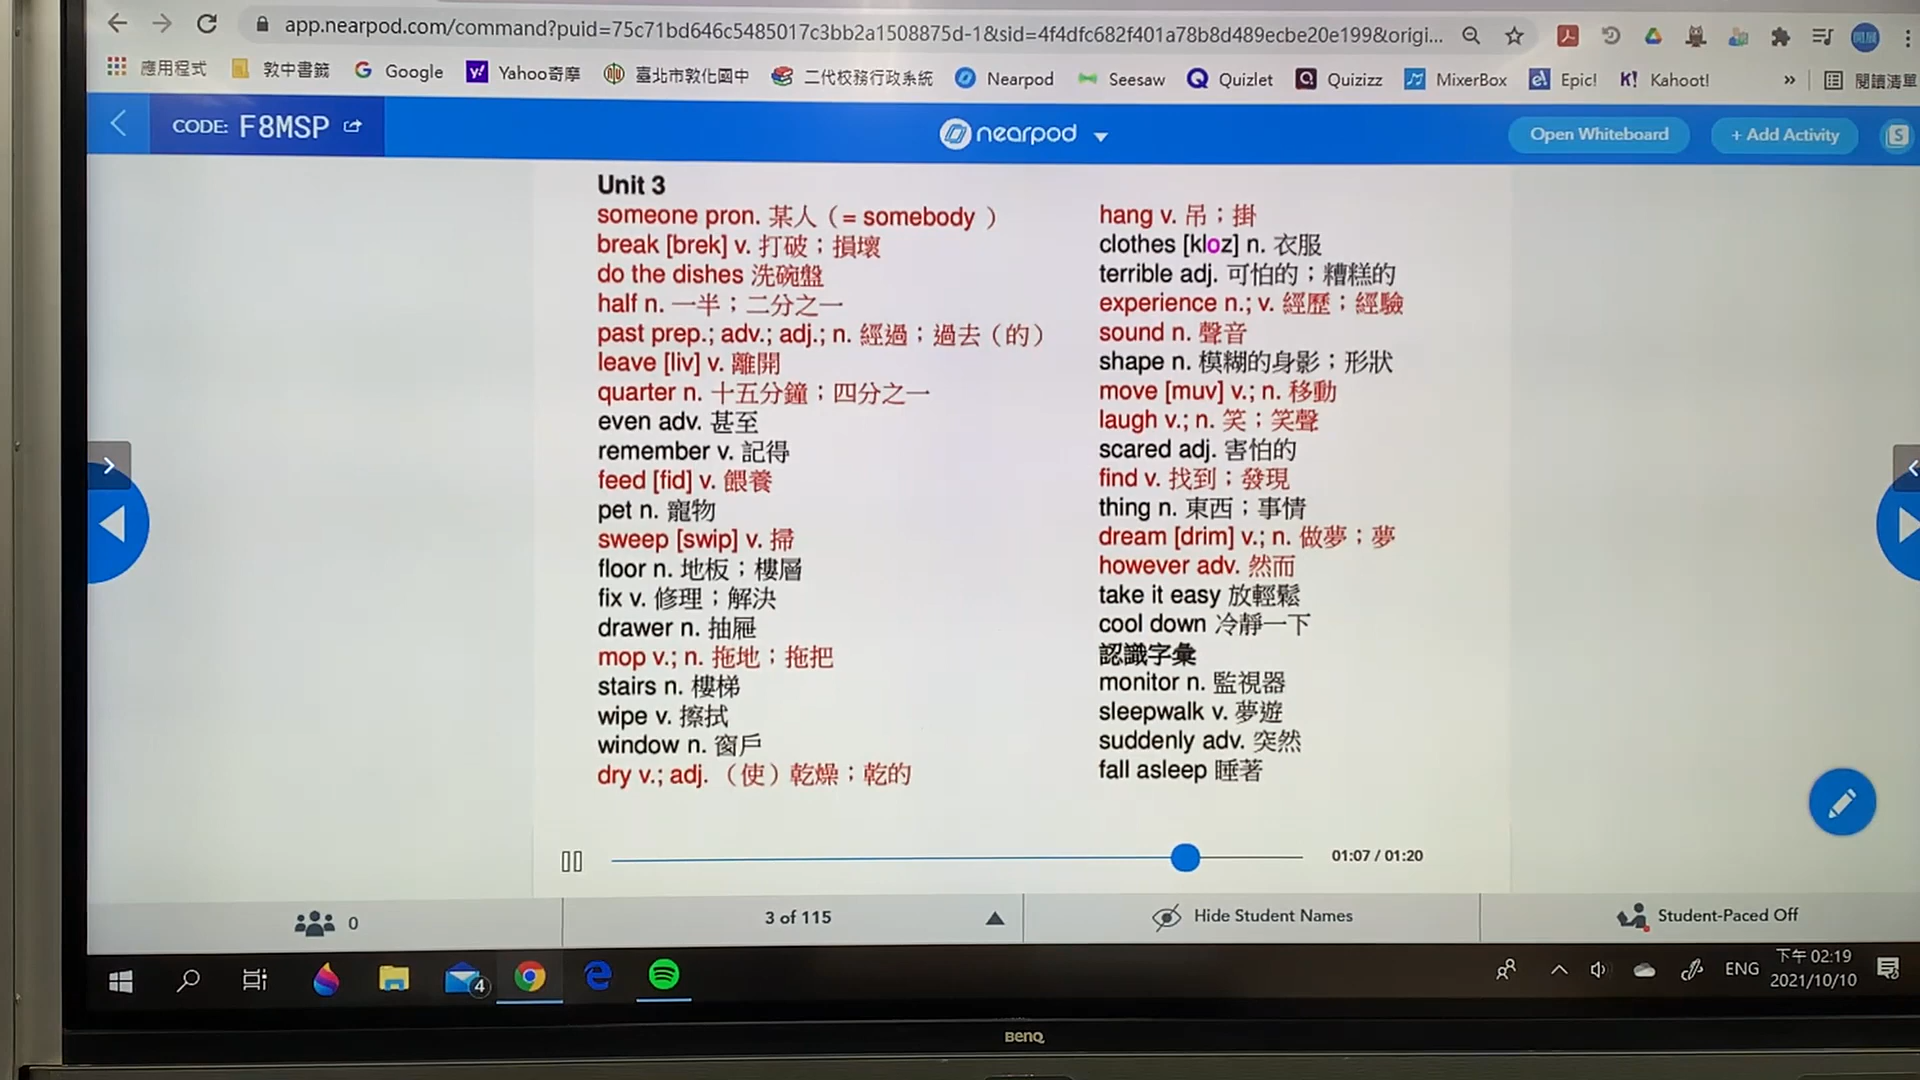 app.nearpod.com/command?puid=75c71bd646c5485017c3bb2a1508875d-1&sid=4f4dfc682f401a78b8d489ecbe20e199&origi...
應用程式 敦中書籤 Google Yahoo奇摩 臺北市敦化國中 二代校務行政系統 Nearpod Seesaw Quizlet Quizizz MixerBox Epic! Kahoot! » 閱讀清單
CODE: F8MSP nearpod Open Whiteboard + Add Activity S
Unit 3
someone pron. 某人（= somebody ）
break [brek] v. 打破；損壞
do the dishes 洗碗盤
half n. 一半；二分之一
past prep.; adv.; adj.; n. 經過；過去（的）
leave [liv] v. 離開
quarter n. 十五分鐘；四分之一
even adv. 甚至
remember v. 記得
feed [fid] v. 餵養
pet n. 寵物
sweep [swip] v. 掃
floor n. 地板；樓層
fix v. 修理；解決
drawer n. 抽屜
mop v.; n. 拖地；拖把
stairs n. 樓梯
wipe v. 擦拭
window n. 窗戶
dry v.; adj. （使）乾燥；乾的
hang v. 吊；掛
clothes [kloz] n. 衣服
terrible adj. 可怕的；糟糕的
experience n.; v. 經歷；經驗
sound n. 聲音
shape n. 模糊的身影；形狀
move [muv] v.; n. 移動
laugh v.; n. 笑；笑聲
scared adj. 害怕的
find v. 找到；發現
thing n. 東西；事情
dream [drim] v.; n. 做夢；夢
however adv. 然而
take it easy 放輕鬆
cool down 冷靜一下
認識字彙
monitor n. 監視器
sleepwalk v. 夢遊
suddenly adv. 突然
fall asleep 睡著
01:07 / 01:20
0 3 of 115 Hide Student Names Student-Paced Off
4 ENG 下午 02:19
2021/10/10
BenQ